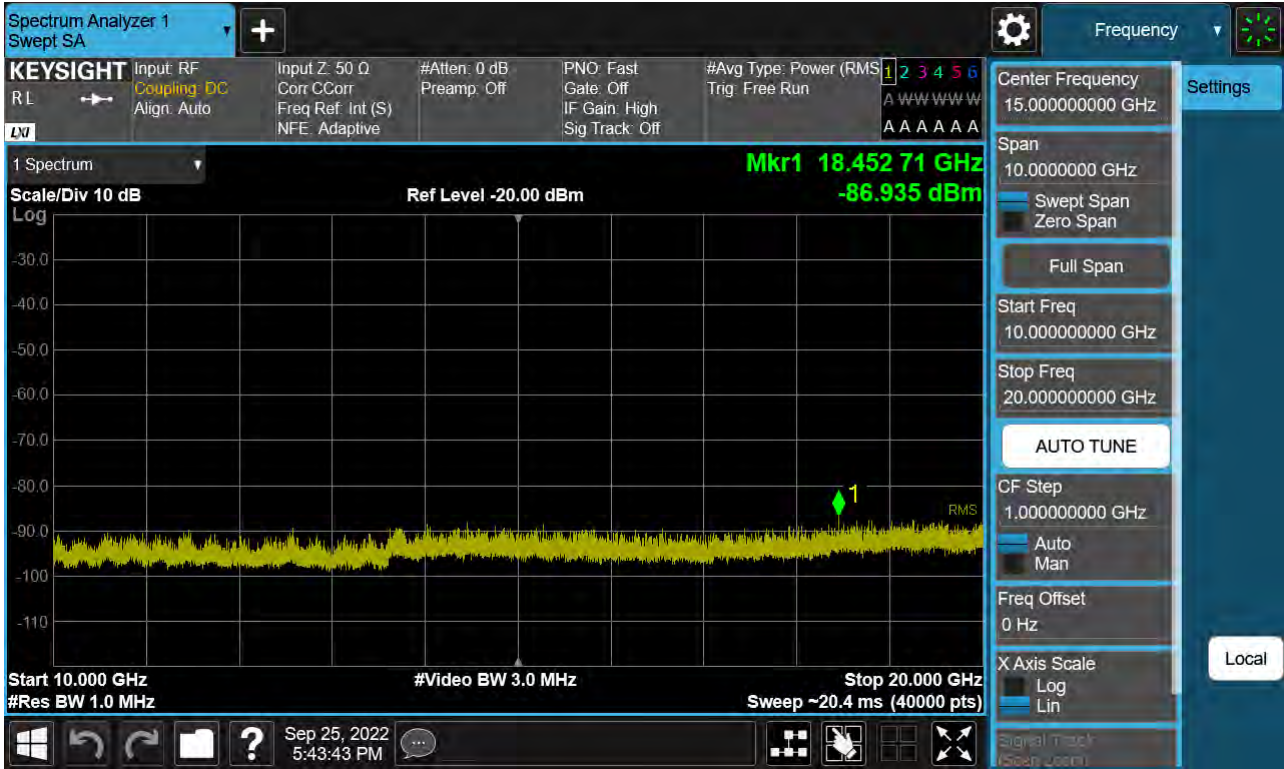 Spectrum Analyzer 1
Swept SA
Frequency
KEYSIGHT
R L
LXI
Input: RF
Coupling: DC
Align: Auto
Input Z: 50 Ω
Corr CCorr
Freq Ref: Int (S)
NFE: Adaptive
#Atten: 0 dB
Preamp: Off
PNO: Fast
Gate: Off
IF Gain: High
Sig Track: Off
#Avg Type: Power (RMS
Trig: Free Run
1 2 3 4 5 6
A W W W W W
A A A A A A
1 Spectrum
Scale/Div 10 dB
Log
Ref Level -20.00 dBm
Mkr1 18.452 71 GHz
-86.935 dBm
-30.0
-40.0
-50.0
-60.0
-70.0
-80.0
-90.0
-100
-110
1
RMS
Start 10.000 GHz
#Res BW 1.0 MHz
#Video BW 3.0 MHz
Stop 20.000 GHz
Sweep ~20.4 ms (40000 pts)
Center Frequency
15.000000000 GHz
Span
10.0000000 GHz
Swept Span
Zero Span
Full Span
Start Freq
10.000000000 GHz
Stop Freq
20.000000000 GHz
AUTO TUNE
CF Step
1.000000000 GHz
Auto
Man
Freq Offset
0 Hz
X Axis Scale
Log
Lin
Signal Track
(Span Zoom)
Settings
Local
?
Sep 25, 2022
5:43:43 PM